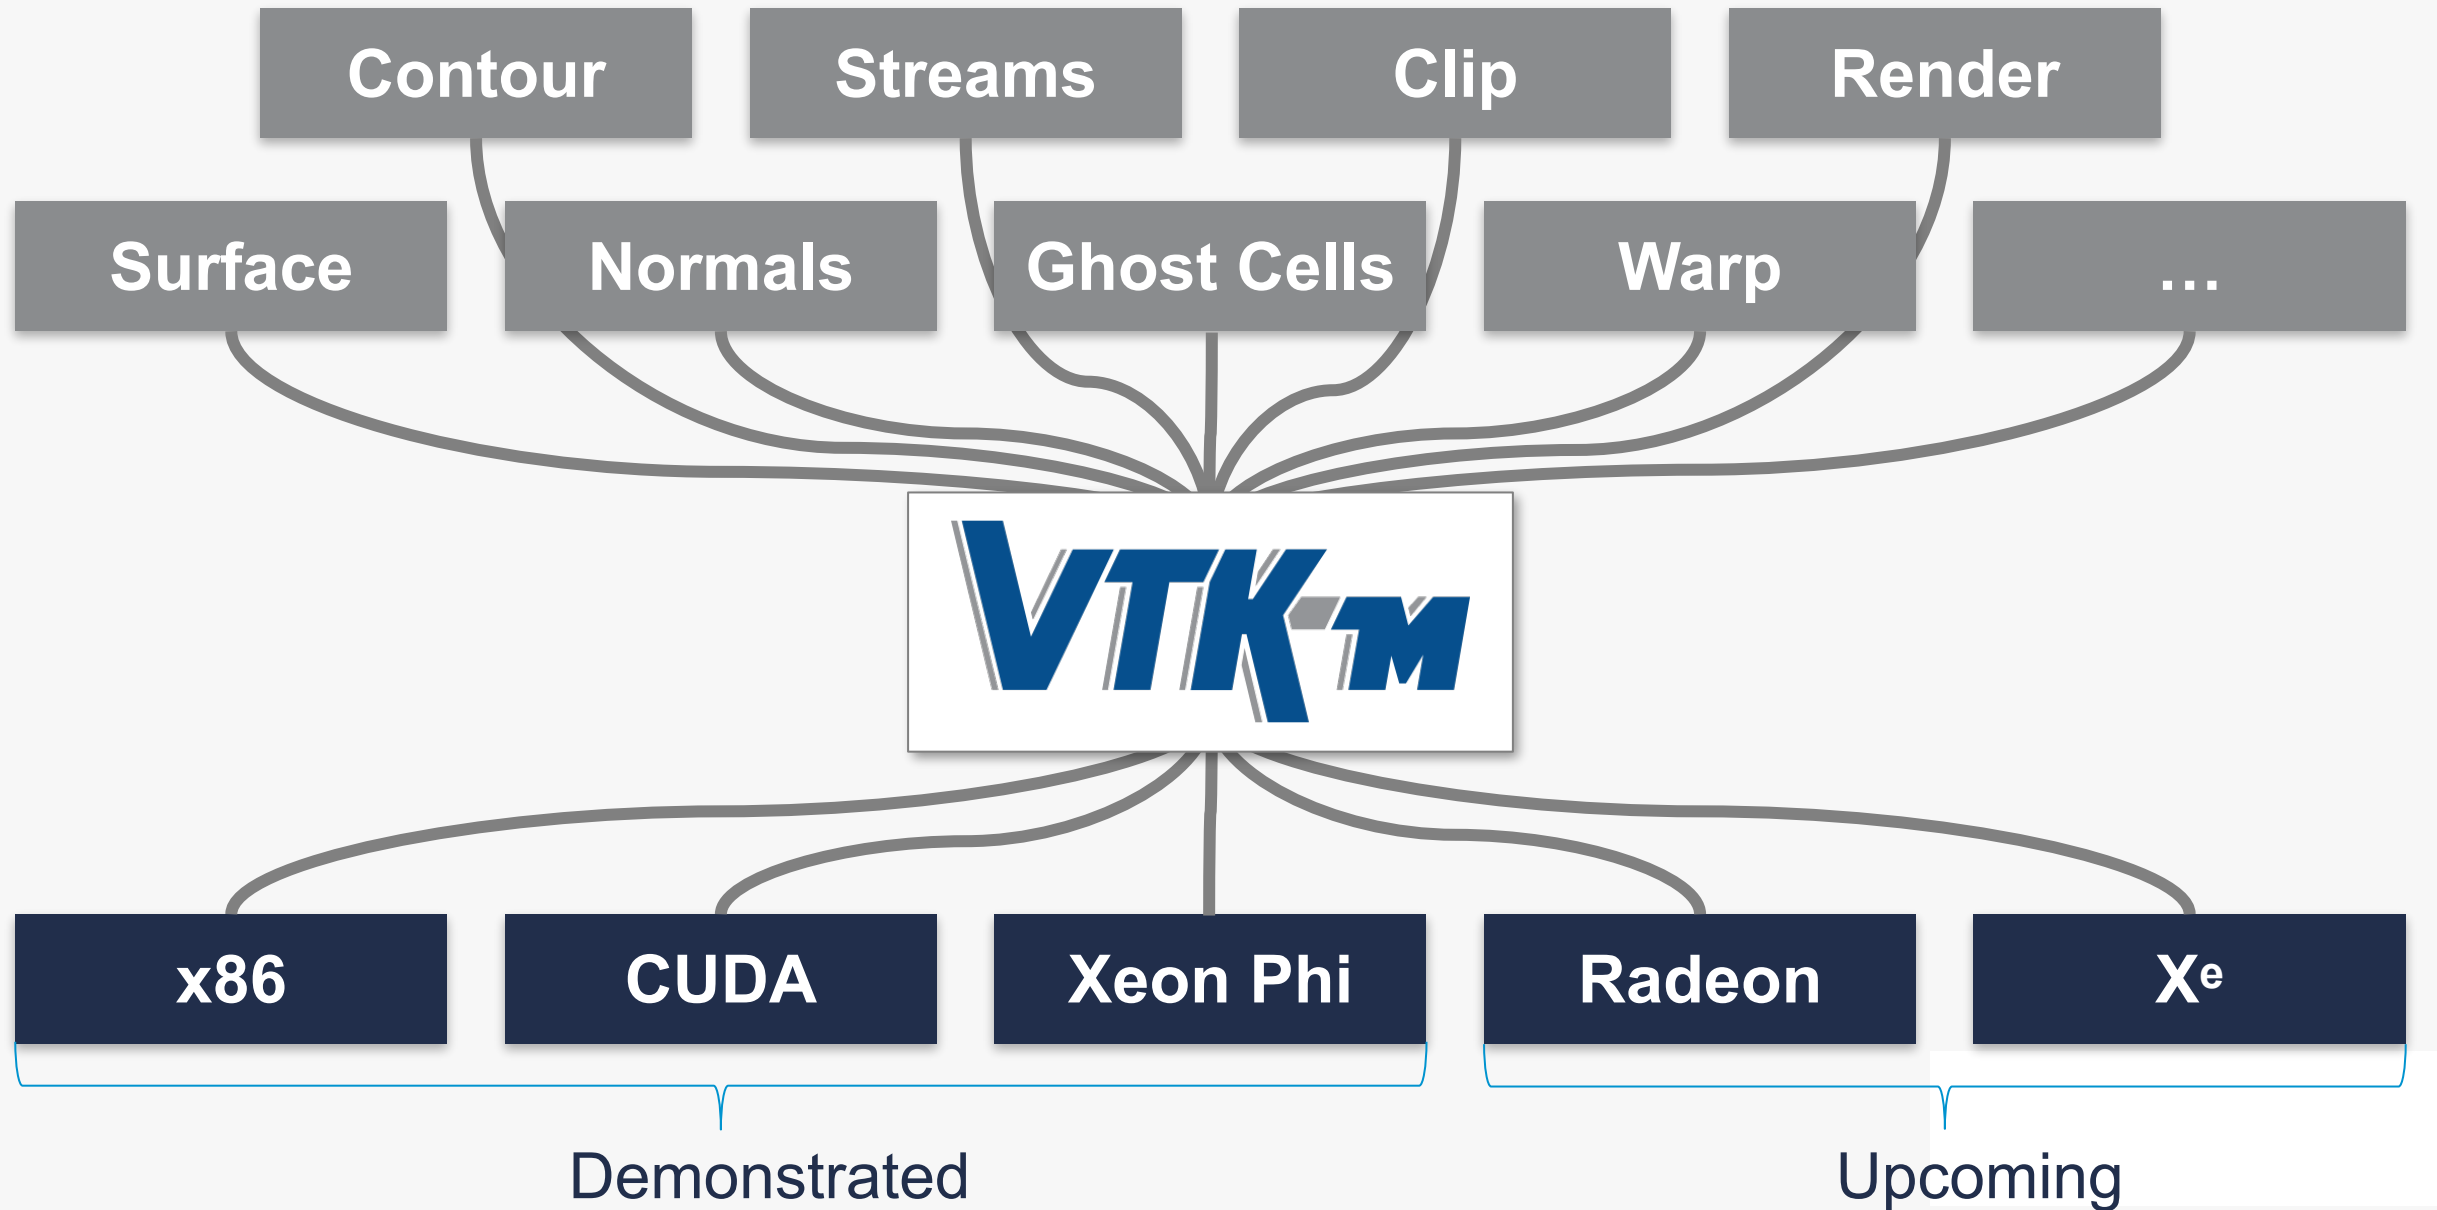 Contour
Streams
Clip
Render
Surface
Normals
Ghost Cells
Warp
...
VTK-m
x86
CUDA
Xeon Phi
Radeon
Xe
Demonstrated
Upcoming